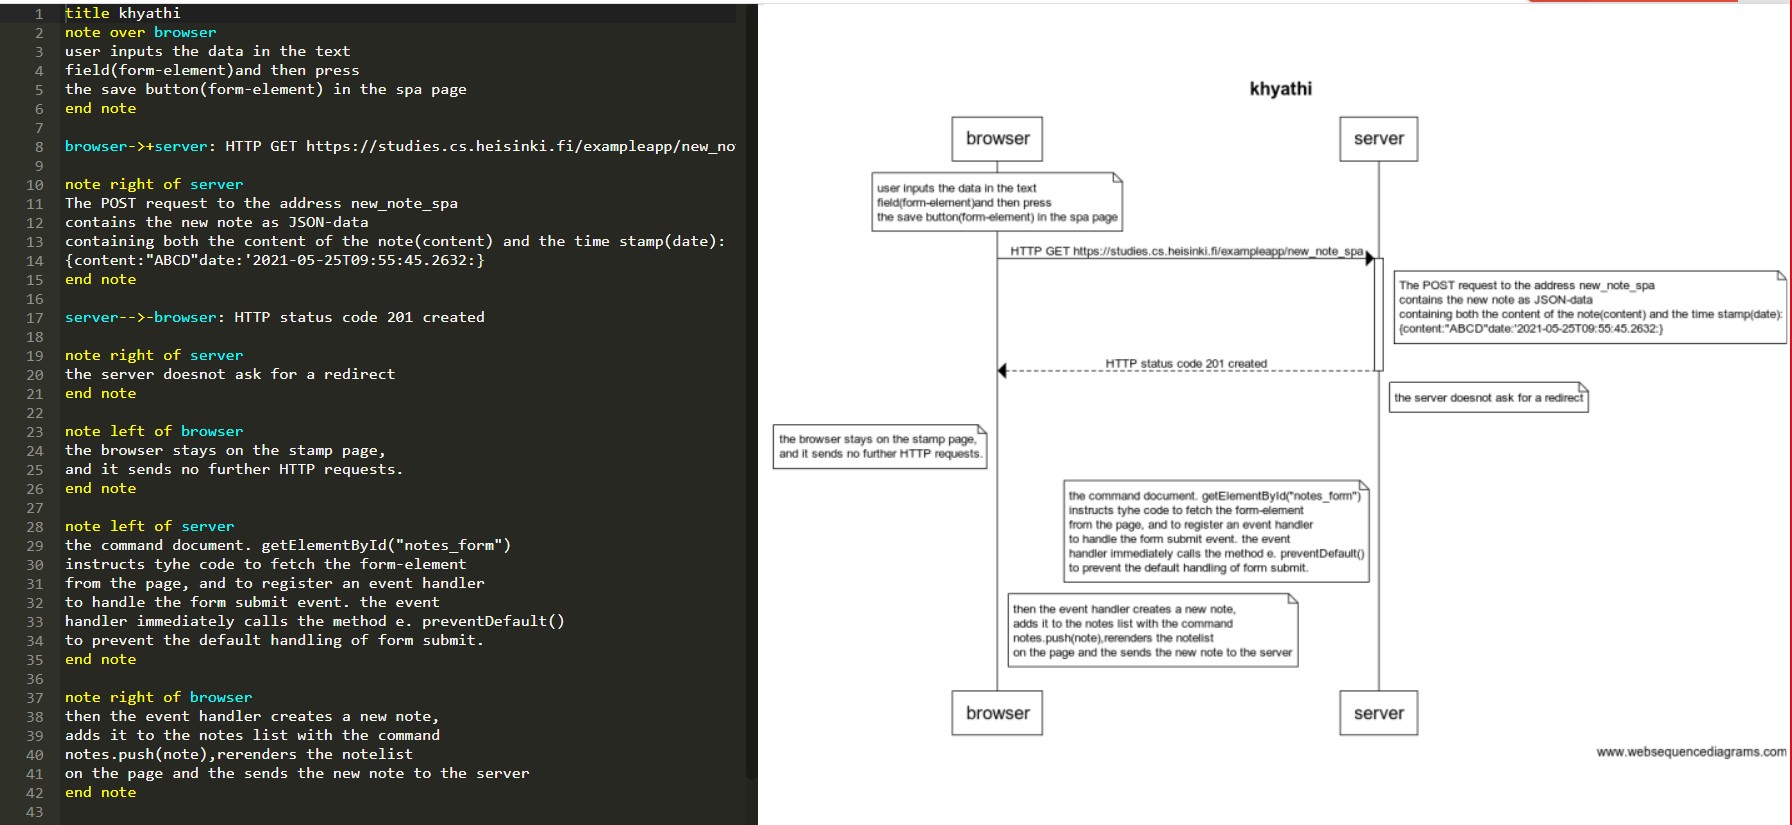 1 title khyathi
2 note over browser
3 user inputs the data in the text
4 field(form-element)and then press
5 the save button(form-element) in the spa page
6 end note
7
8 browser->+server: HTTP GET https://studies.cs.heisinki.fi/exampleapp/new_no
9
10 note right of server
11 The POST request to the address new_note_spa
12 contains the new note as JSON-data
13 containing both the content of the note(content) and the time stamp(date):
14 {content:"ABCD"date:'2021-05-25T09:55:45.2632:}
15 end note
16
17 server-->-browser: HTTP status code 201 created
18
19 note right of server
20 the server doesnot ask for a redirect
21 end note
22
23 note left of browser
24 the browser stays on the stamp page,
25 and it sends no further HTTP requests.
26 end note
27
28 note left of server
29 the command document. getElementById("notes_form")
30 instructs tyhe code to fetch the form-element
31 from the page, and to register an event handler
32 to handle the form submit event. the event
33 handler immediately calls the method e. preventDefault()
34 to prevent the default handling of form submit.
35 end note
36
37 note right of browser
38 then the event handler creates a new note,
39 adds it to the notes list with the command
40 notes.push(note),rerenders the notelist
41 on the page and the sends the new note to the server
42 end note
43
khyathi
browser
server
user inputs the data in the text
field(form-element)and then press
the save button(form-element) in the spa page
HTTP GET https://studies.cs.heisinki.fi/exampleapp/new_note_spa
The POST request to the address new_note_spa
contains the new note as JSON-data
containing both the content of the note(content) and the time stamp(date):
{content:"ABCD"date:'2021-05-25T09:55:45.2632:}
HTTP status code 201 created
the server doesnot ask for a redirect
the browser stays on the stamp page,
and it sends no further HTTP requests.
the command document. getElementById("notes_form")
instructs tyhe code to fetch the form-element
from the page, and to register an event handler
to handle the form submit event. the event
handler immediately calls the method e. preventDefault()
to prevent the default handling of form submit.
then the event handler creates a new note,
adds it to the notes list with the command
notes.push(note),rerenders the notelist
on the page and the sends the new note to the server
browser
server
www.websequencediagrams.com